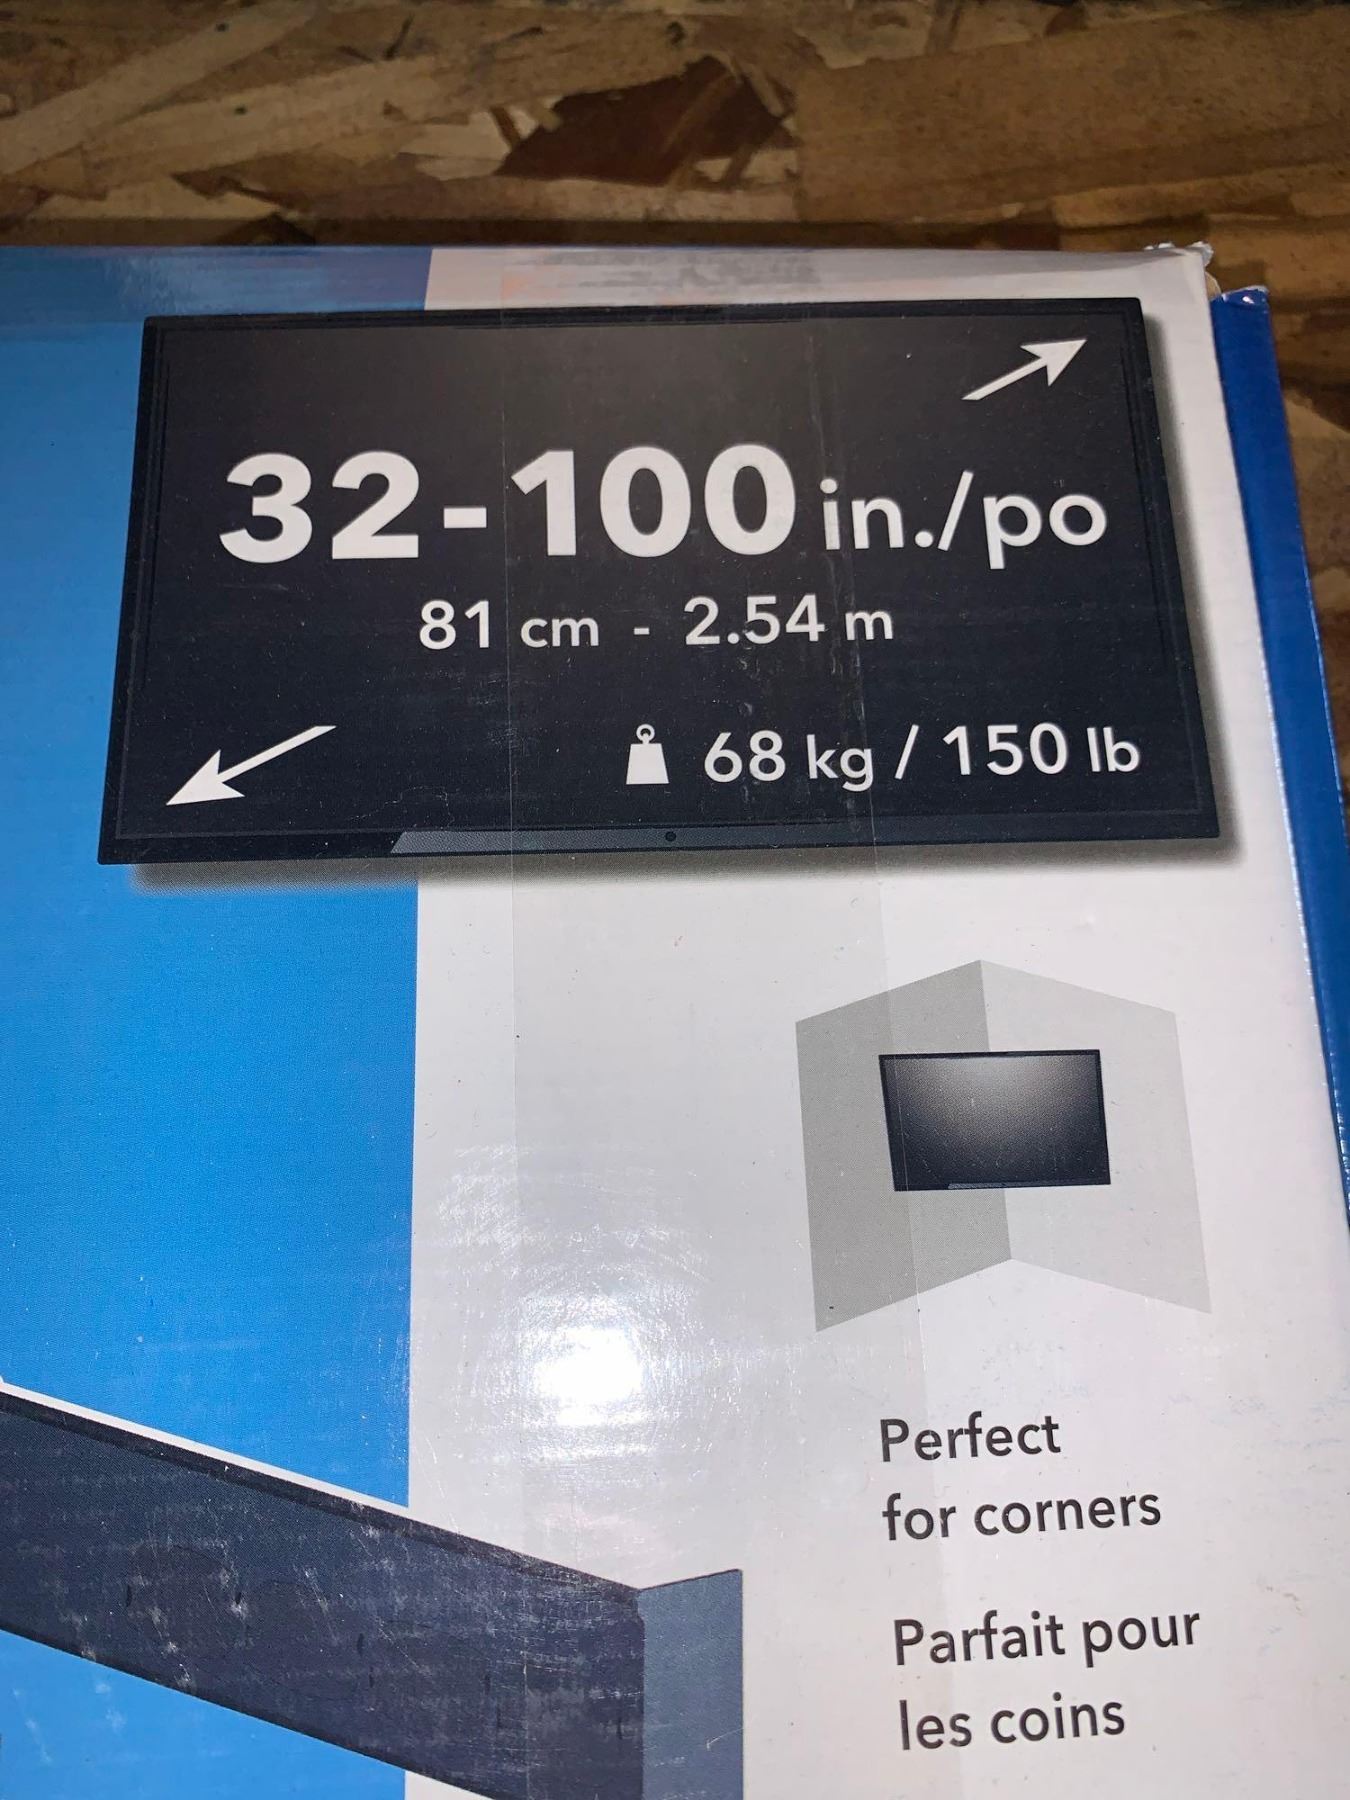 32-100 in./po
81 cm - 2.54 m
68 kg / 150 lb
Perfect
for corners
Parfait pour
les coins